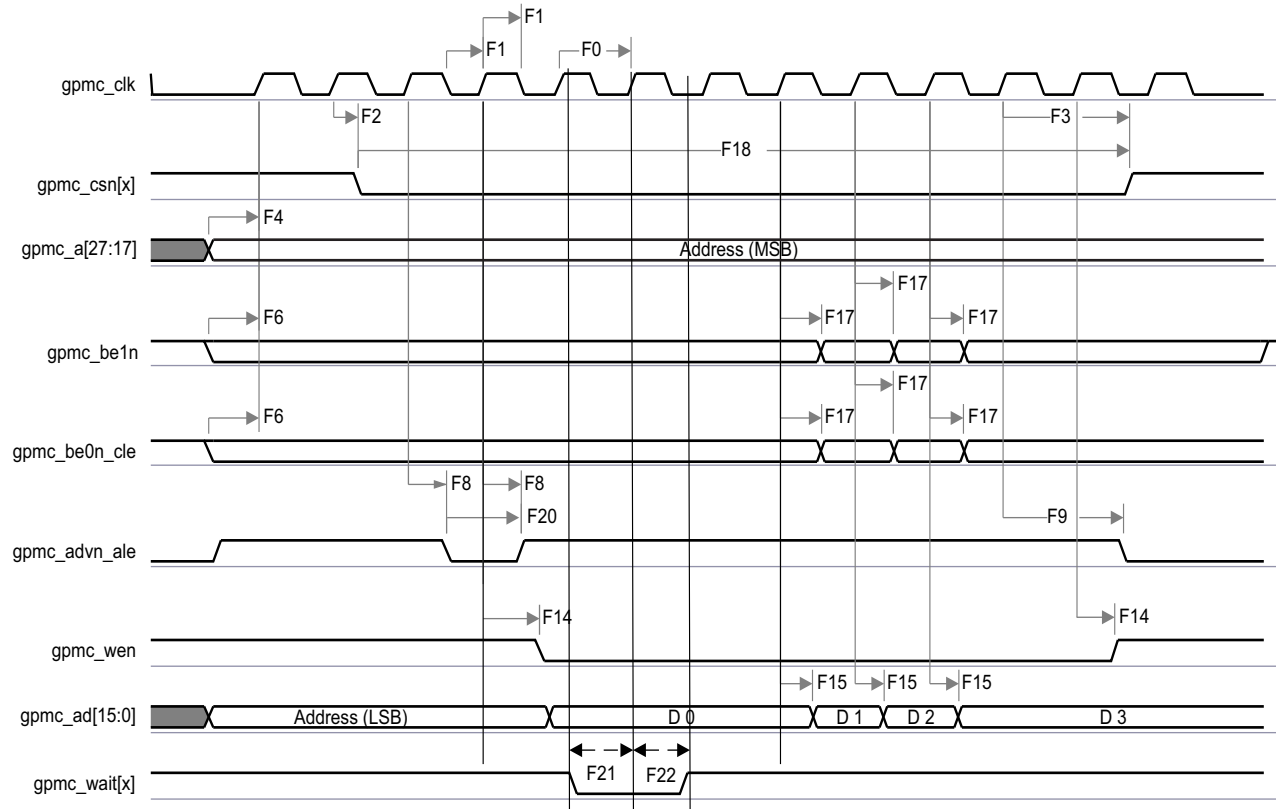 F1
F1 F0
gpmc_clk
F2 F3
F18
gpmc_csn[x]
F4
gpmc_a[27:17] Address (MSB)
F17
F6 F17 F17
gpmc_be1n
F17
F6 F17 F17
gpmc_be0n_cle
F8 F8
F20 F9
gpmc_advn_ale
F14 F14
gpmc_wen
F15 F15 F15
gpmc_ad[15:0] Address (LSB) D 0 D 1 D 2 D 3
F21 F22
gpmc_wait[x]